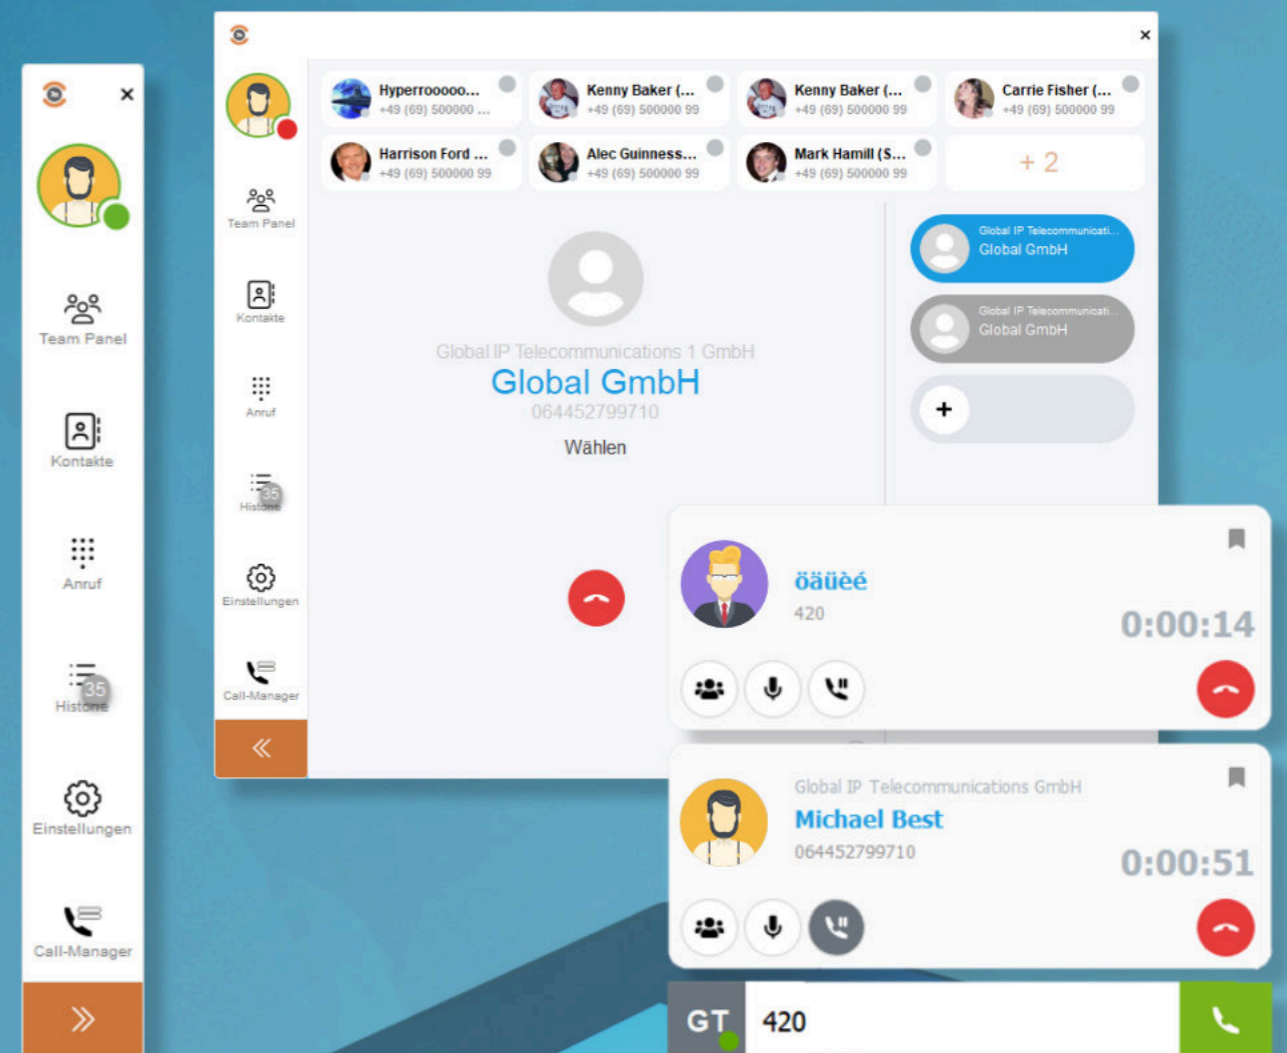 Team Panel
Kontakte
Anruf
35
Historie
Einstellungen
Call-Manager
Team Panel
Kontakte
Anruf
35
Historie
Einstellungen
Call-Manager
Hyperrooooo...
+49 (69) 500000 ...
Kenny Baker (...
+49 (69) 500000 99
Kenny Baker (...
+49 (69) 500000 99
Carrie Fisher (...
+49 (69) 500000 99
Harrison Ford ...
+49 (69) 500000 99
Alec Guinness...
+49 (69) 500000 99
Mark Hamill (S...
+49 (69) 500000 99
+ 2
Global IP Telecommunications 1 GmbH
Global GmbH
064452799710
Wählen
Global IP Telecommunicati...
Global GmbH
Global IP Telecommunicati...
Global GmbH
+
öäüèé
420
0:00:14
Global IP Telecommunications GmbH
Michael Best
064452799710
0:00:51
GT
420